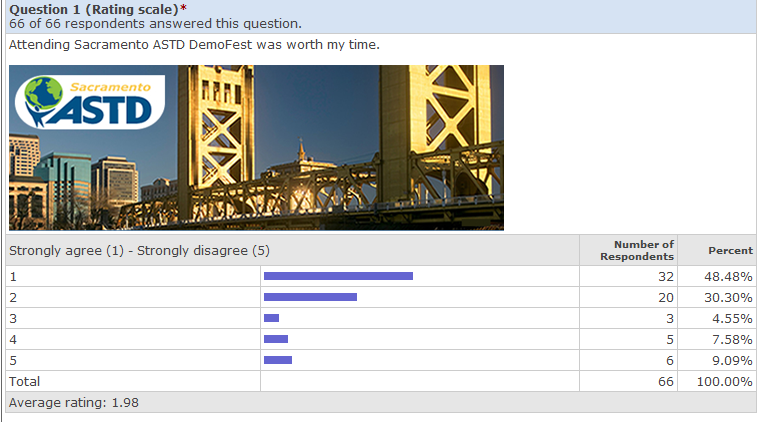 Question 1 (Rating scale)*
66 of 66 respondents answered this question.
Attending Sacramento ASTD DemoFest was worth my time.
Sacramento
ASTD
Strongly agree (1) - Strongly disagree (5) Number of Respondents Percent
1 32 48.48%
2 20 30.30%
3 3 4.55%
4 5 7.58%
5 6 9.09%
Total 66 100.00%
Average rating: 1.98